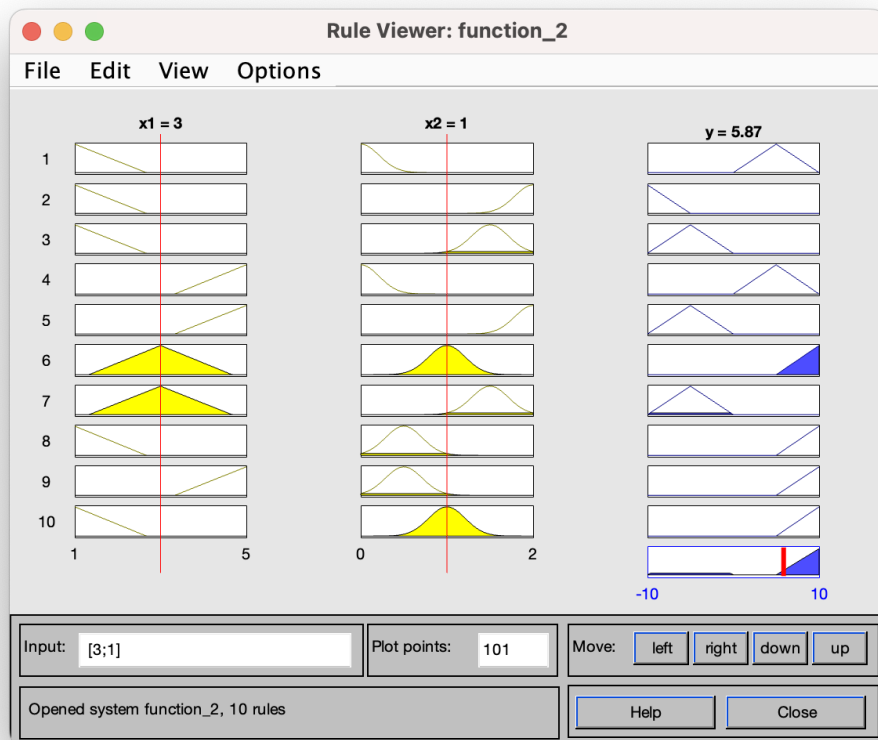 Rule Viewer: function_2
File Edit View Options
x1 = 3 x2 = 1 y = 5.87
1
2
3
4
5
6
7
8
9
10
1 5 0 2
-10 10
Input: [3;1] Plot points: 101 Move: left right down up
Opened system function_2, 10 rules Help Close